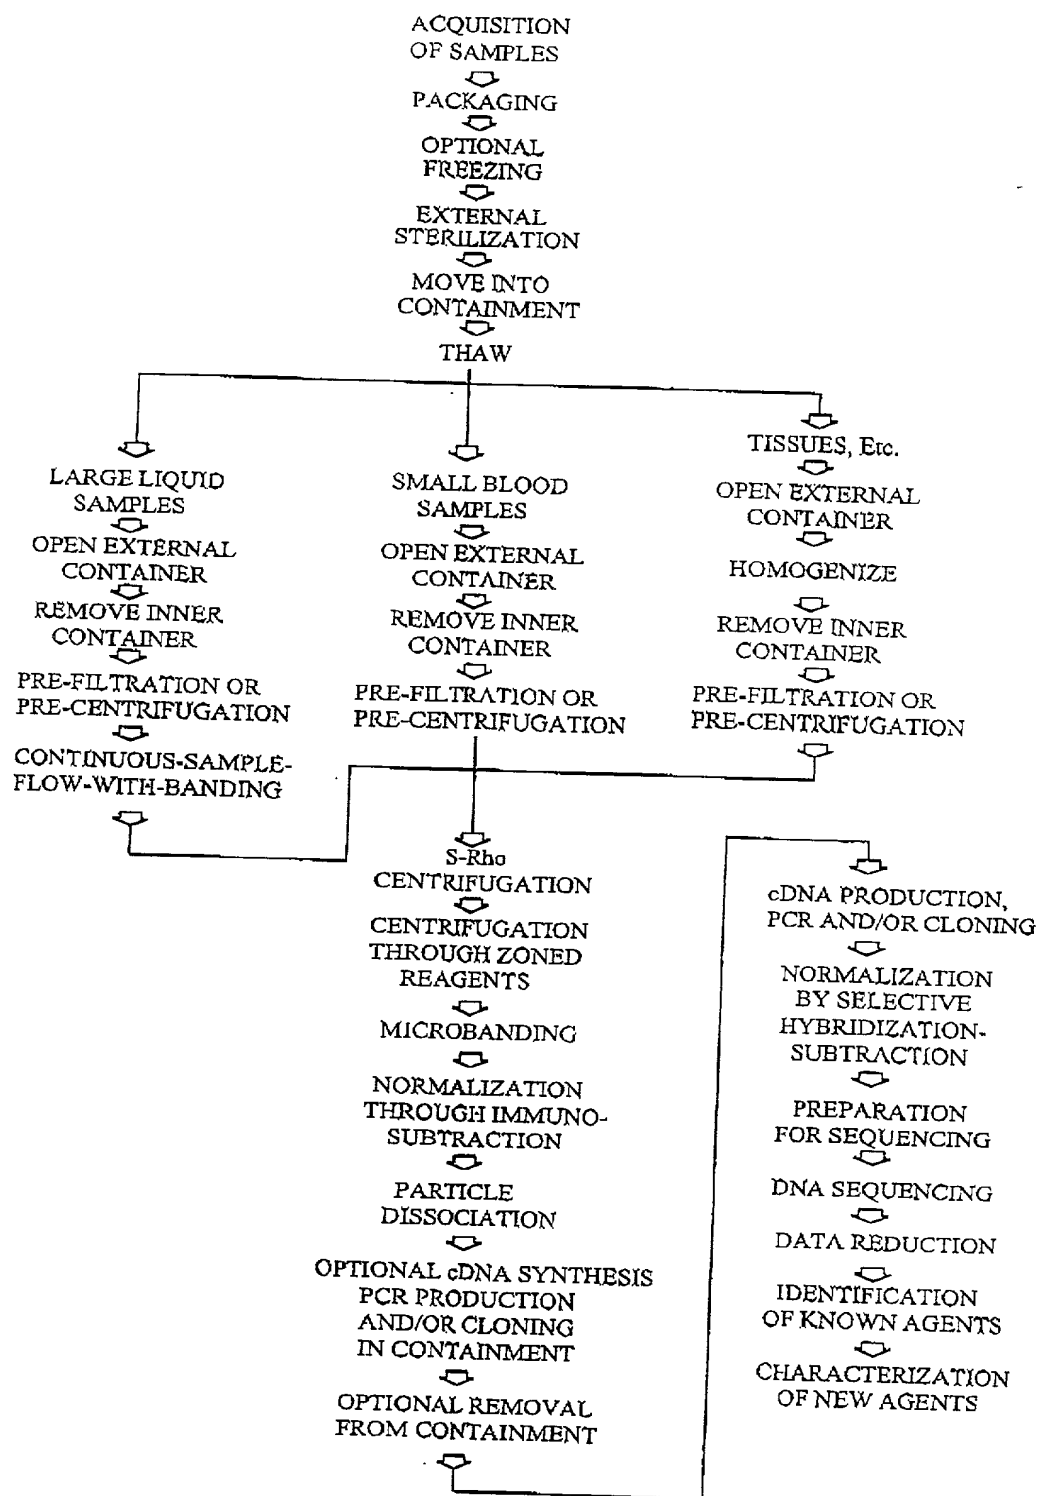 ACQUISITION
OF SAMPLES
PACKAGING
OPTIONAL
FREEZING
EXTERNAL
STERILIZATION
MOVE INTO
CONTAINMENT
THAW
LARGE LIQUID
SAMPLES
OPEN EXTERNAL
CONTAINER
REMOVE INNER
CONTAINER
PRE-FILTRATION OR
PRE-CENTRIFUGATION
CONTINUOUS-SAMPLE-
FLOW-WITH-BANDING
SMALL BLOOD
SAMPLES
OPEN EXTERNAL
CONTAINER
REMOVE INNER
CONTAINER
PRE-FILTRATION OR
PRE-CENTRIFUGATION
TISSUES, Etc.
OPEN EXTERNAL
CONTAINER
HOMOGENIZE
REMOVE INNER
CONTAINER
PRE-FILTRATION OR
PRE-CENTRIFUGATION
S-Rho
CENTRIFUGATION
CENTRIFUGATION
THROUGH ZONED
REAGENTS
MICROBANDING
NORMALIZATION
THROUGH IMMUNO-
SUBTRACTION
PARTICLE
DISSOCIATION
OPTIONAL cDNA SYNTHESIS
PCR PRODUCTION
AND/OR CLONING
IN CONTAINMENT
OPTIONAL REMOVAL
FROM CONTAINMENT
cDNA PRODUCTION,
PCR AND/OR CLONING
NORMALIZATION
BY SELECTIVE
HYBRIDIZATION-
SUBTRACTION
PREPARATION
FOR SEQUENCING
DNA SEQUENCING
DATA REDUCTION
IDENTIFICATION
OF KNOWN AGENTS
CHARACTERIZATION
OF NEW AGENTS